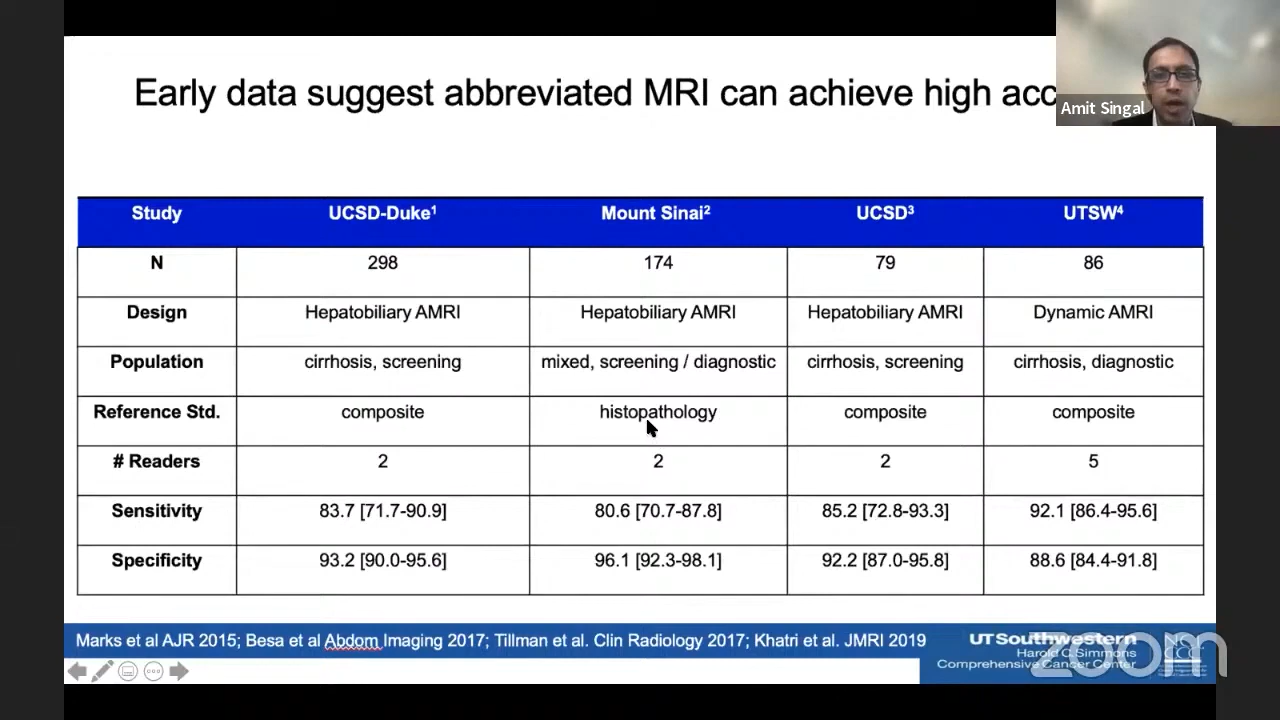 Early data suggest abbreviated MRI can achieve high acc
Amit Singal
Study UCSD-Duke¹ Mount Sinai² UCSD³ UTSW⁴
N 298 174 79 86
Design Hepatobiliary AMRI Hepatobiliary AMRI Hepatobiliary AMRI Dynamic AMRI
Population cirrhosis, screening mixed, screening / diagnostic cirrhosis, screening cirrhosis, diagnostic
Reference Std. composite histopathology composite composite
# Readers 2 2 2 5
Sensitivity 83.7 [71.7-90.9] 80.6 [70.7-87.8] 85.2 [72.8-93.3] 92.1 [86.4-95.6]
Specificity 93.2 [90.0-95.6] 96.1 [92.3-98.1] 92.2 [87.0-95.8] 88.6 [84.4-91.8]
Marks et al AJR 2015; Besa et al Abdom Imaging 2017; Tillman et al. Clin Radiology 2017; Khatri et al. JMRI 2019
UTSouthwestern
Harold C. Simmons
Comprehensive Cancer Center
zoom